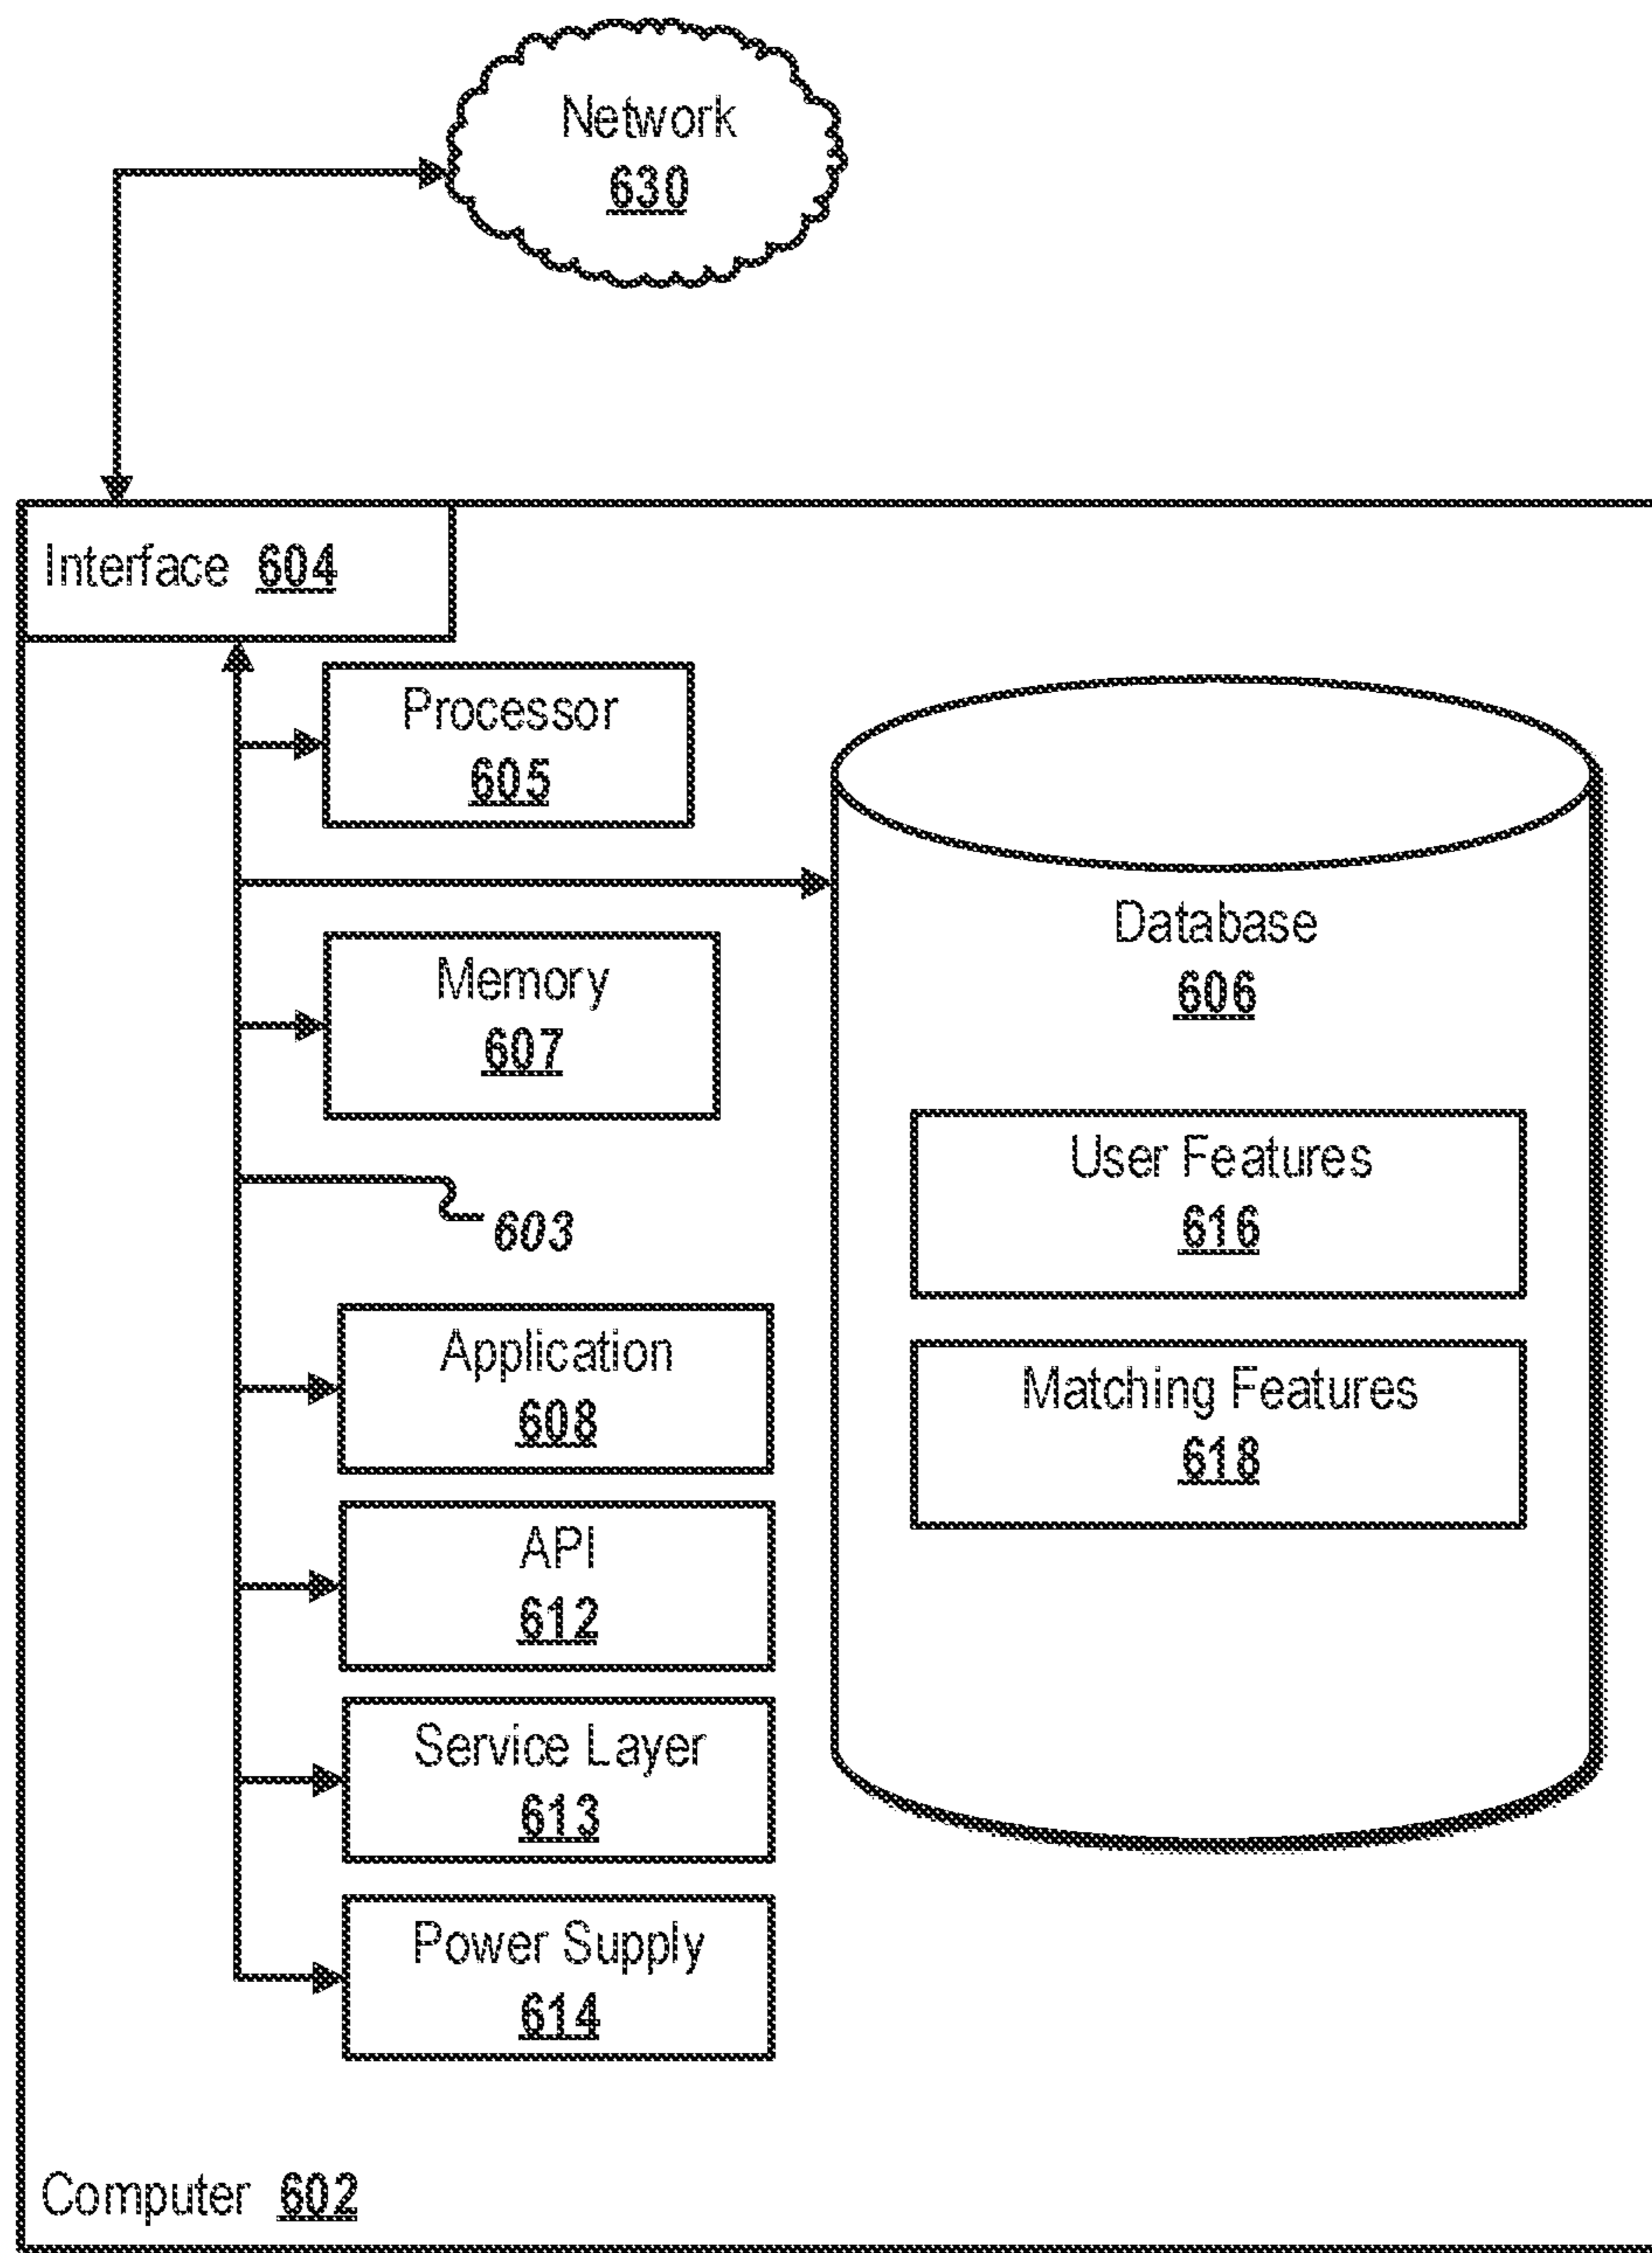 Network
630
Interface 604
Processor
605
Database
606
Memory
607
User Features
616
603
Application
608
Matching Features
618
API
612
Service Layer
613
Power Supply
614
Computer 602